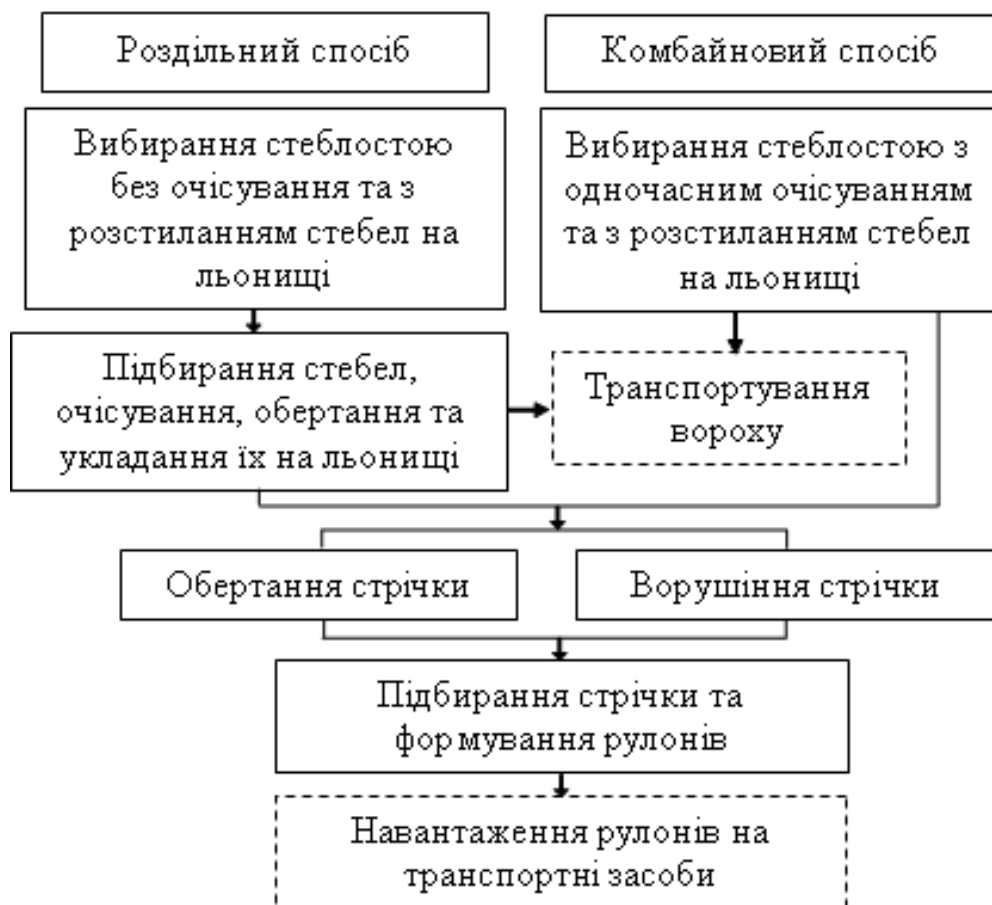 Роздільний спосіб
Комбайновий спосіб
Вибирання стеблостою
без очісування та з
розстиланням стебел на
льонищі
Вибирання стеблостою з
одночасним очісуванням
та з розстиланням стебел
на льонищі
Підбирання стебел,
очісування, обертання та
укладання їх на льонищі
Транспортування
вороху
Обертання стрічки
Ворушіння стрічки
Підбирання стрічки та
формування рулонів
Навантаження рулонів на
транспортні засоби